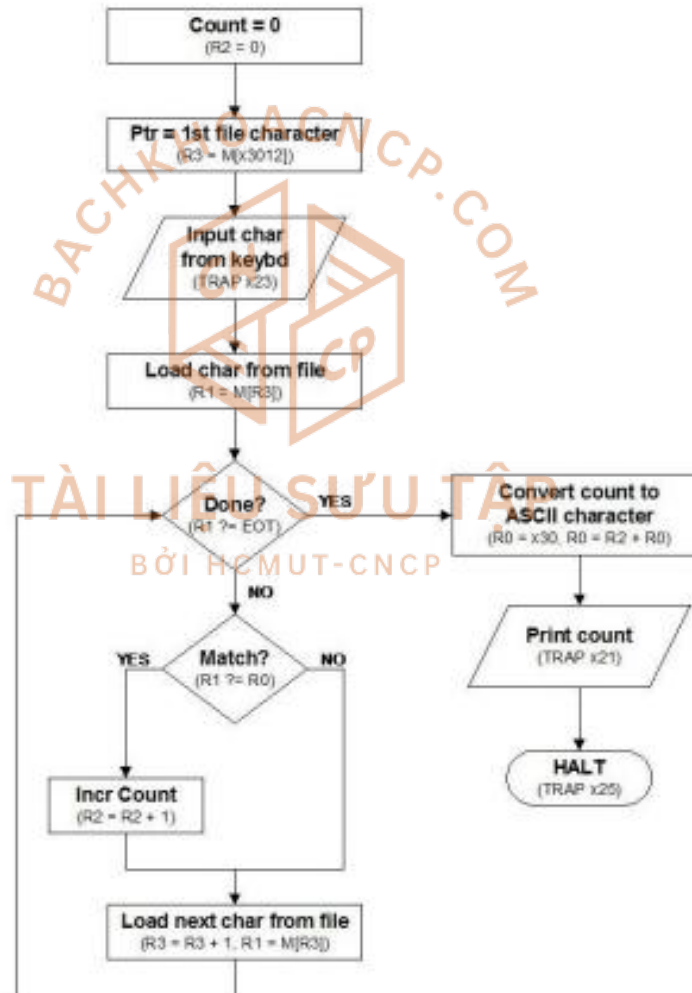 Count = 0
(R2 = 0)
Ptr = 1st file character
(R3 = M[x3012])
Input char
from keybd
(TRAP x23)
Load char from file
(R1 = M[R3])
Done?
(R1 ?= EOT)
YES
NO
Convert count to
ASCII character
(R0 = x30, R0 = R2 + R0)
Print count
(TRAP x21)
HALT
(TRAP x25)
YES
Match?
(R1 ?= R0)
NO
Incr Count
(R2 = R2 + 1)
Load next char from file
(R3 = R3 + 1, R1 = M[R3])
BACHKHOACNCP.COM
CN
CP
TÀI LIỆU SƯU TẬP
BỞI HCMUT-CNCP